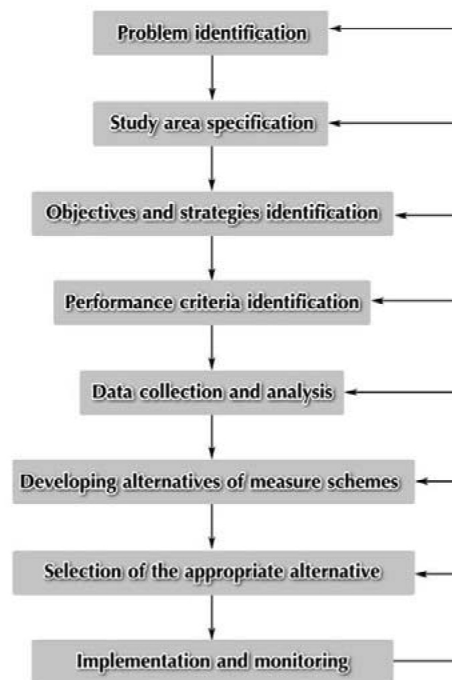 Problem identification
Study area specification
Objectives and strategies identification
Performance criteria identification
Data collection and analysis
Developing alternatives of measure schemes
Selection of the appropriate alternative
Implementation and monitoring